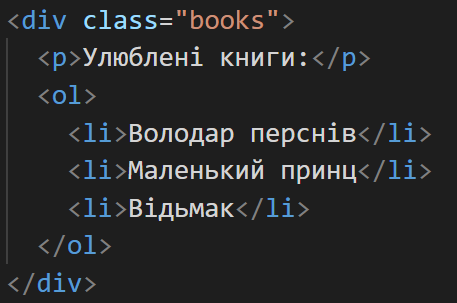 <div class="books">
<p>Улюблені книги:</p>
<ol>
<li>Володар перснів</li>
<li>Маленький принц</li>
<li>Відьмак</li>
</ol>
</div>